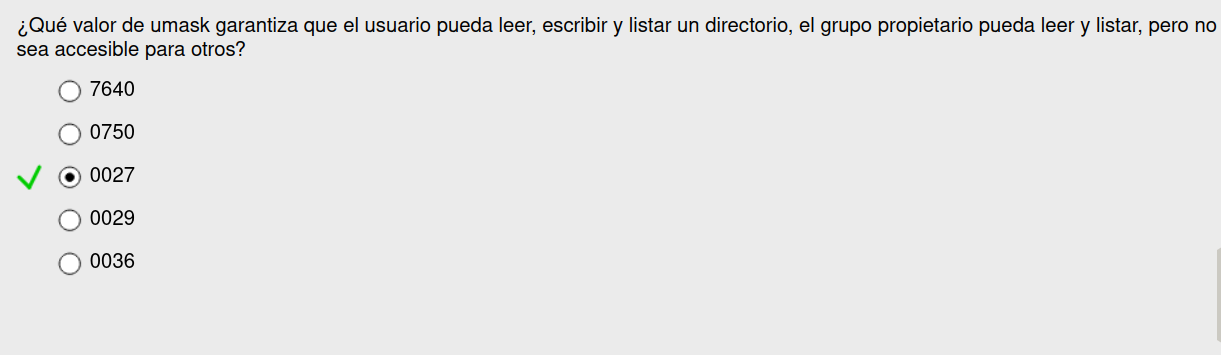 ¿Qué valor de umask garantiza que el usuario pueda leer, escribir y listar un directorio, el grupo propietario pueda leer y listar, pero no
sea accesible para otros?
7640
0750
0027
0029
0036